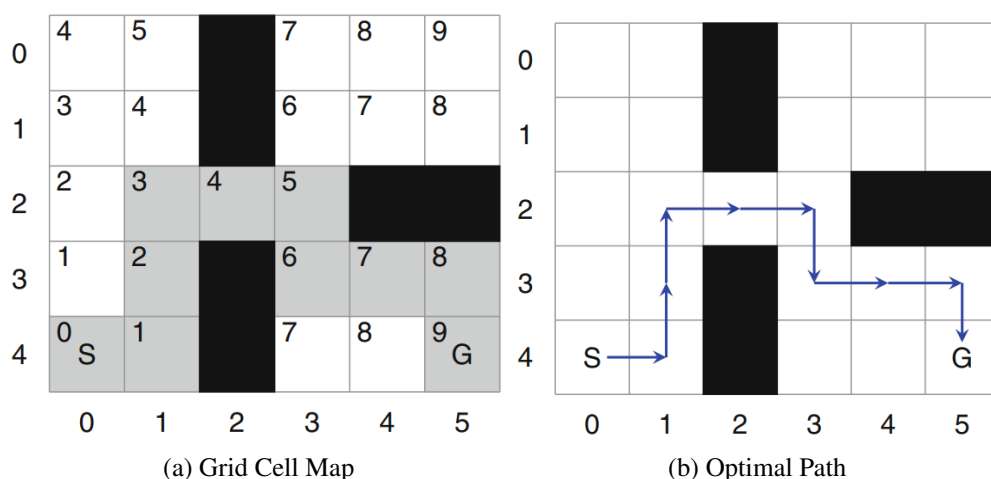 4 5 7 8 9
0
0
3 4 6 7 8
1
1
2 3 4 5
2
2
1 2 6 7 8
3
3
0 1 7 8 9
4 S G
4 S G
0 1 2 3 4 5
0 1 2 3 4 5
(a) Grid Cell Map
(b) Optimal Path